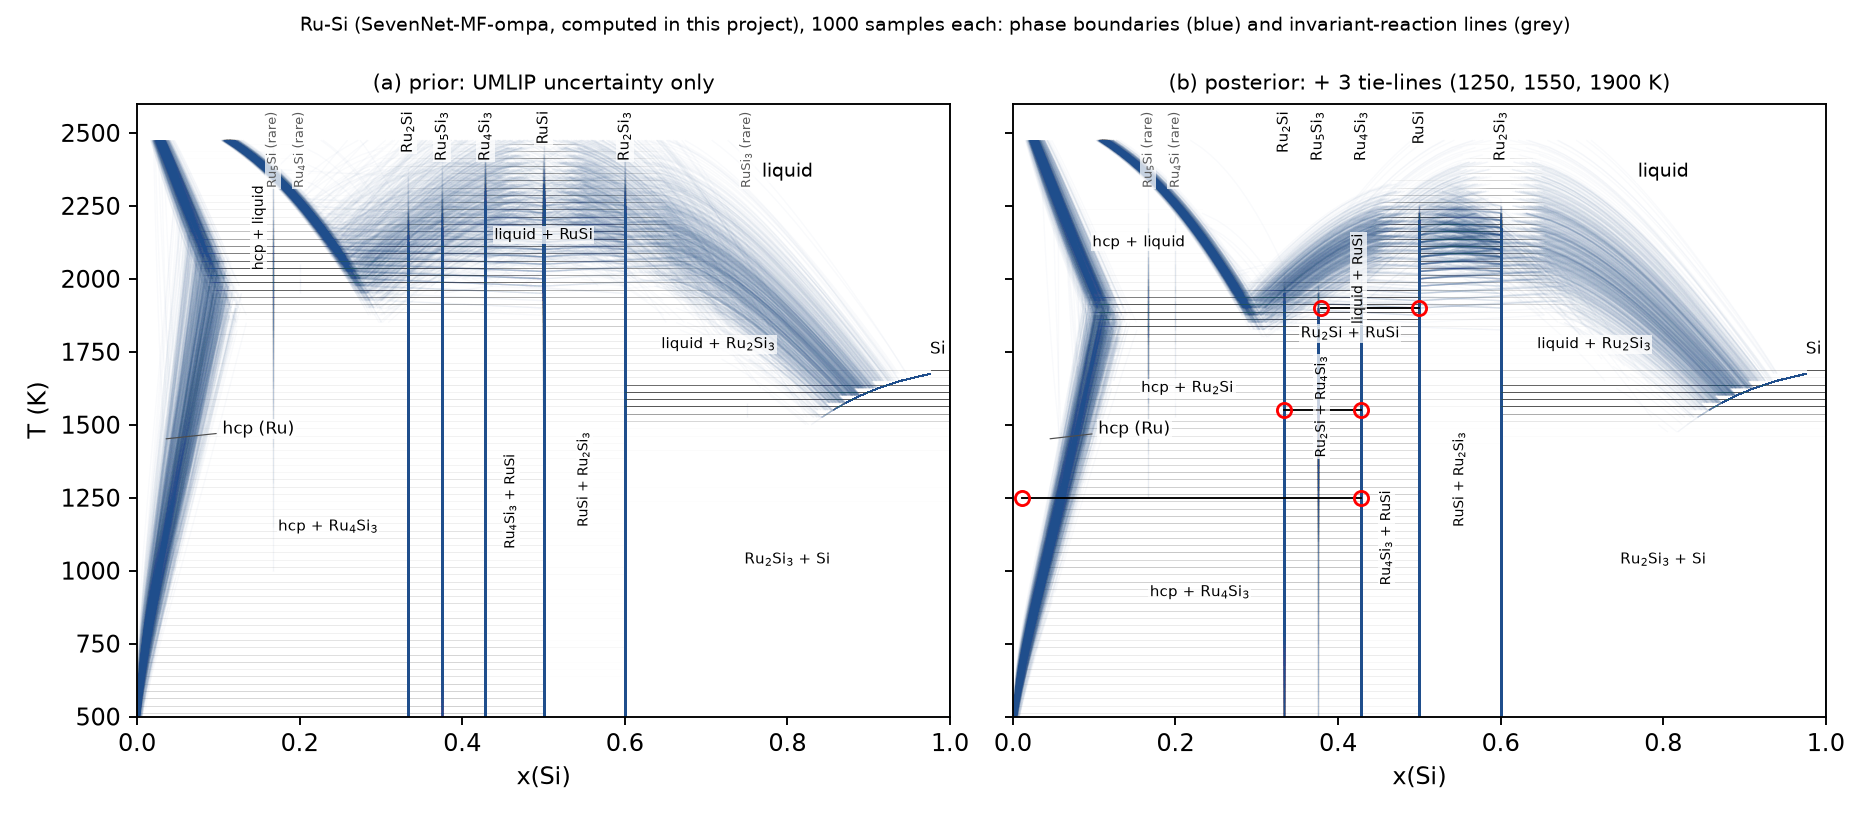 Ru-Si (SevenNet-MF-ompa, computed in this project), 1000 samples each: phase boundaries (blue) and invariant-reaction lines (grey)
(a) prior: UMLIP uncertainty only
T (K)
2500
2250
2000
1750
1500
1250
1000
750
500
0.0 0.2 0.4 0.6 0.8 1.0
x(Si)
Ru₅Si (rare)
Ru₄Si (rare)
Ru₂Si
Ru₅Si₃
Ru₄Si₃
RuSi
Ru₂Si₃
RuSi₃ (rare)
liquid
hcp + liquid
liquid + RuSi
liquid + Ru₂Si₃
Si
hcp (Ru)
Ru₄Si₃ + RuSi
RuSi + Ru₂Si₃
hcp + Ru₄Si₃
Ru₂Si₃ + Si
(b) posterior: + 3 tie-lines (1250, 1550, 1900 K)
Ru₅Si (rare)
Ru₄Si (rare)
Ru₂Si
Ru₅Si₃
Ru₄Si₃
RuSi
Ru₂Si₃
liquid
hcp + liquid
liquid + RuSi
Ru₂Si + RuSi
liquid + Ru₂Si₃
Si
hcp + Ru₂Si
Ru₂Si + Ru₄Si₃
hcp (Ru)
RuSi + Ru₂Si₃
Ru₄Si₃ + RuSi
hcp + Ru₄Si₃
Ru₂Si₃ + Si
0.0 0.2 0.4 0.6 0.8 1.0
x(Si)